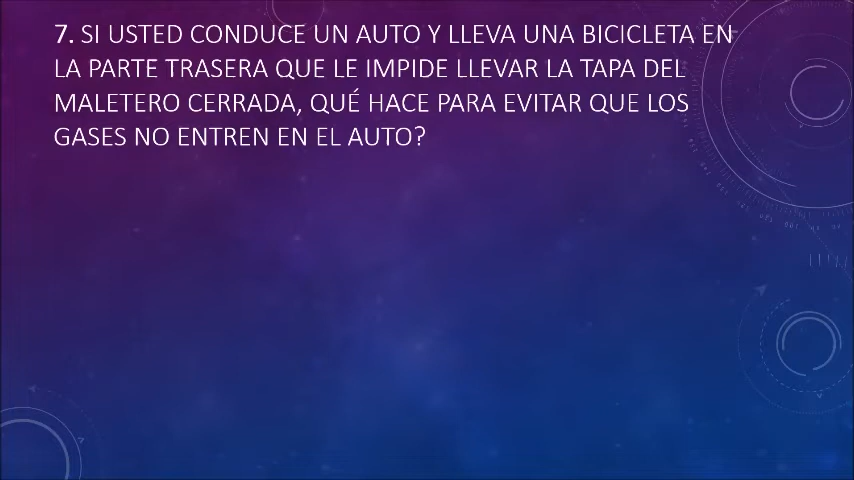 7. SI USTED CONDUCE UN AUTO Y LLEVA UNA BICICLETA EN
LA PARTE TRASERA QUE LE IMPIDE LLEVAR LA TAPA DEL
MALETERO CERRADA, QUÉ HACE PARA EVITAR QUE LOS
GASES NO ENTREN EN EL AUTO?